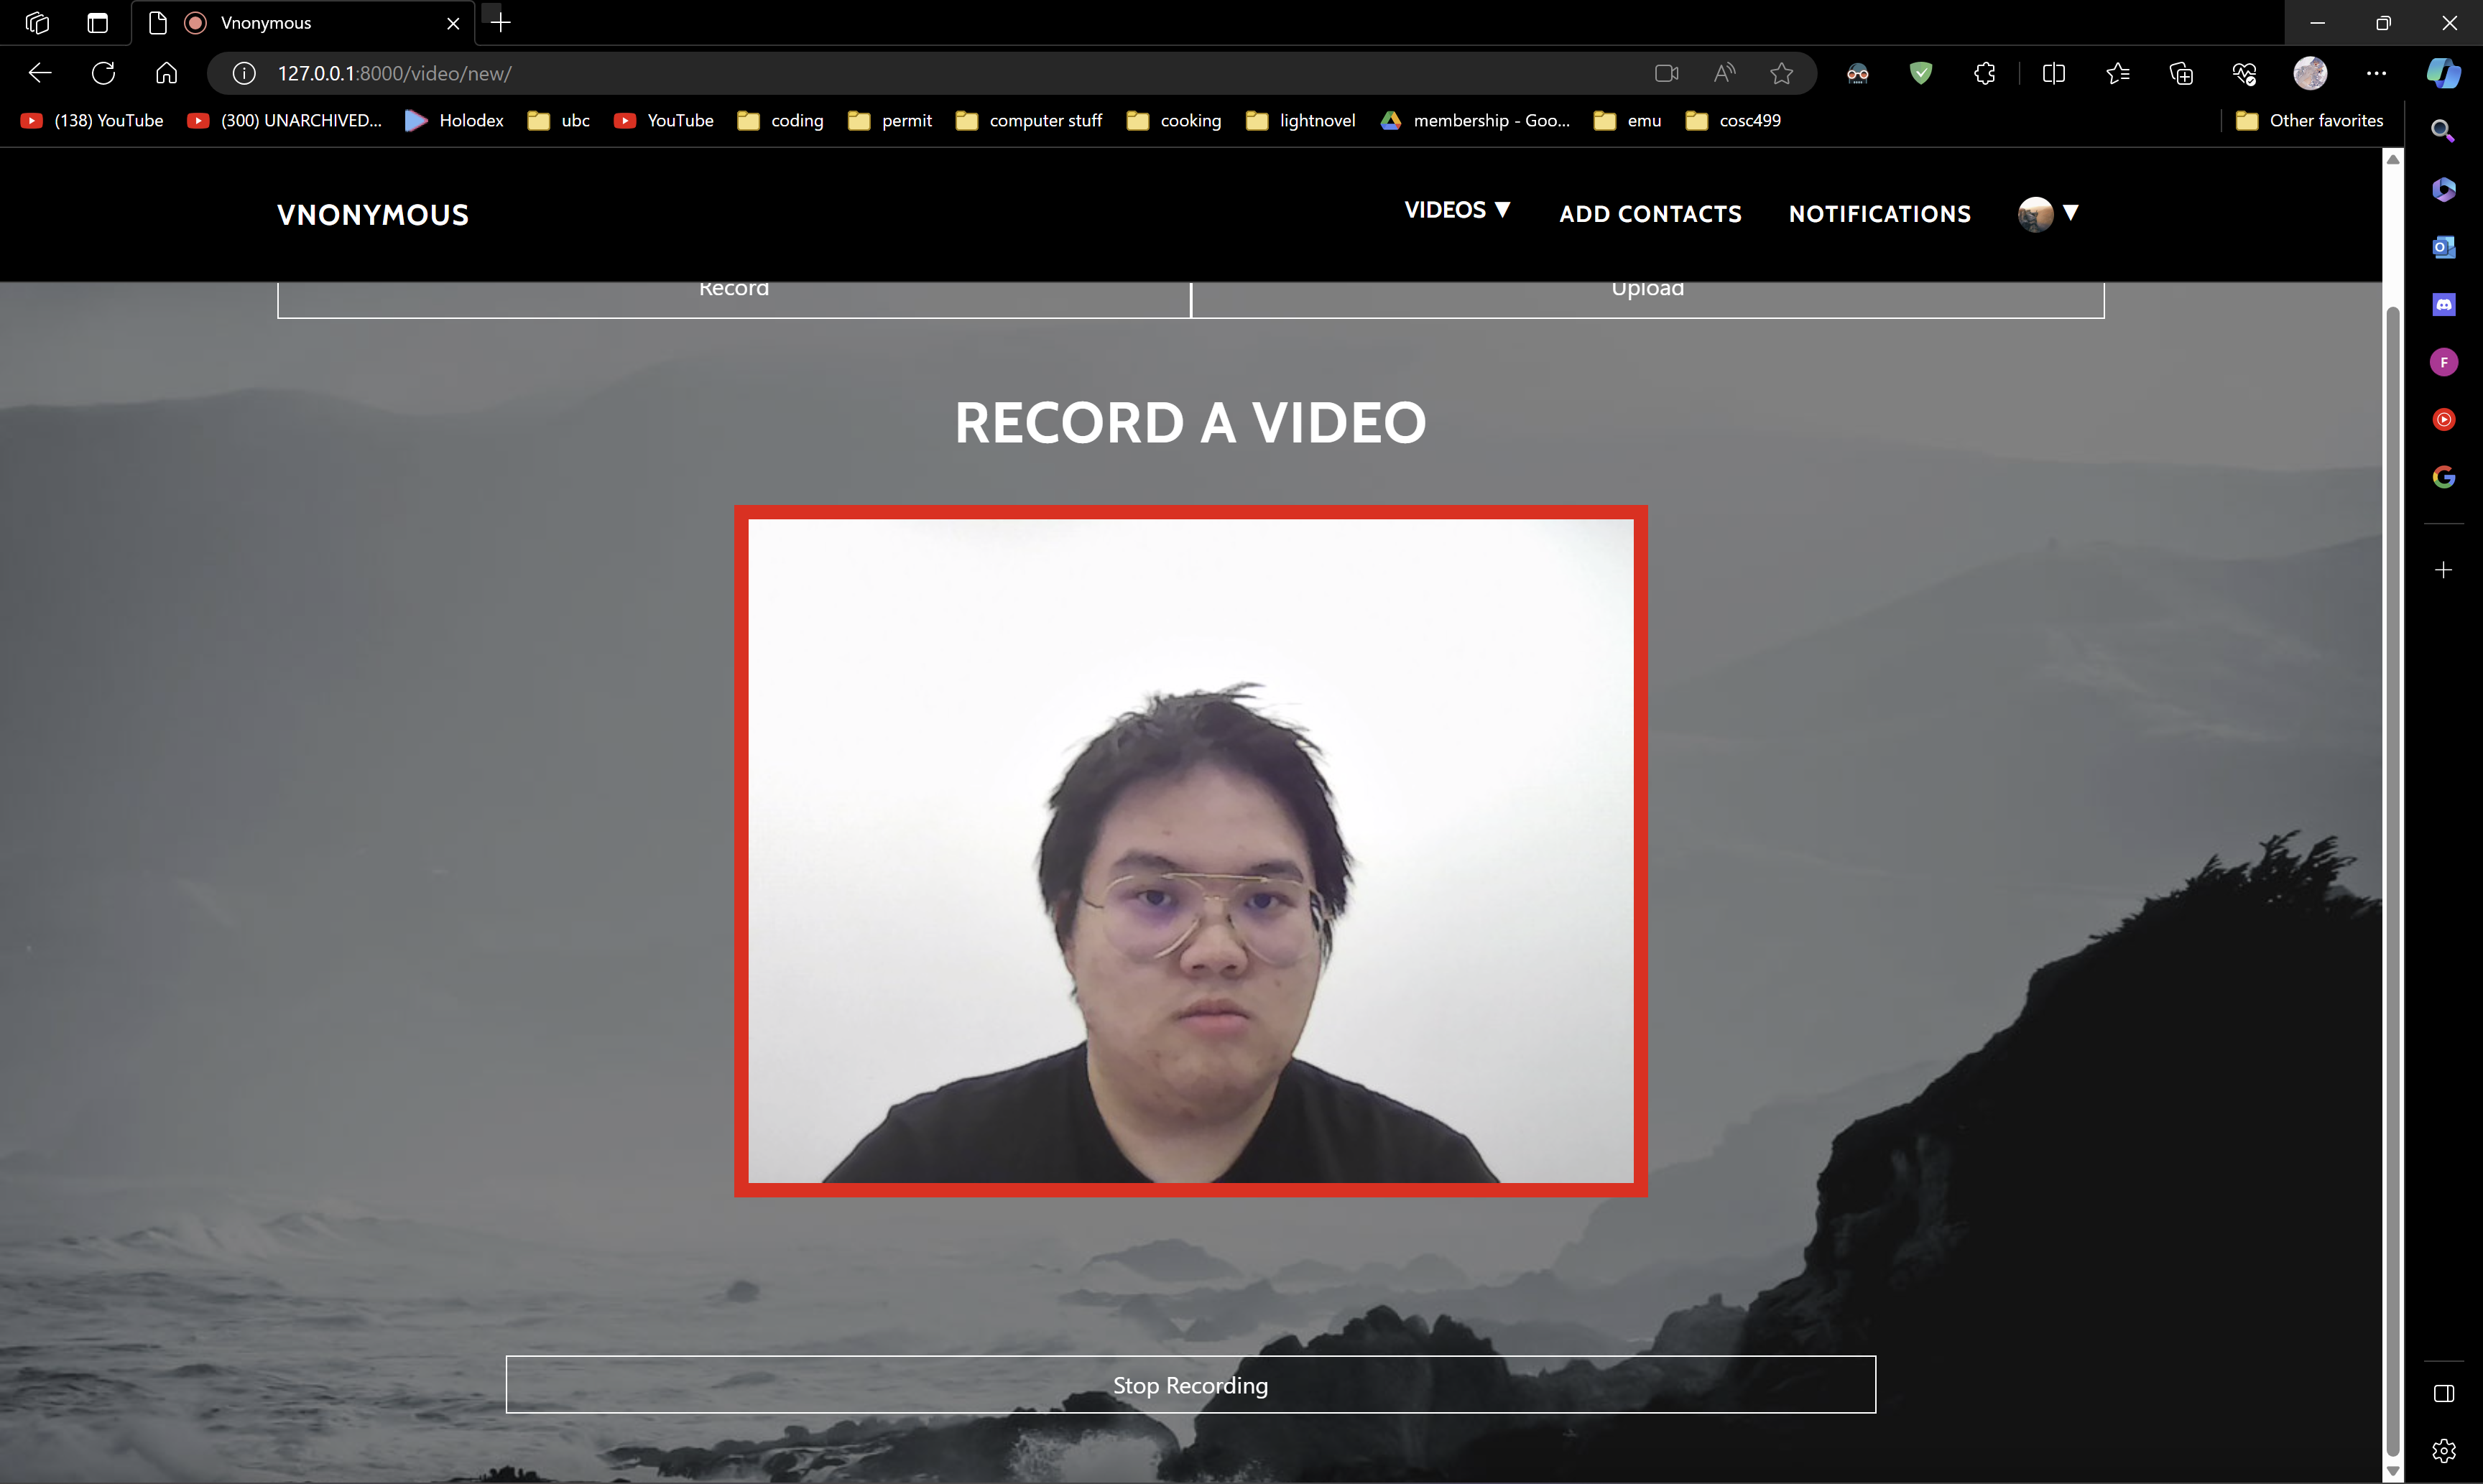 Vnonymous
127.0.0.1:8000/video/new/
(138) YouTube (300) UNARCHIVED... Holodex ubc YouTube coding permit computer stuff cooking lightnovel membership - Goo... emu cosc499 Other favorites
VNONYMOUS VIDEOS ▼ ADD CONTACTS NOTIFICATIONS ▼
Record Upload
RECORD A VIDEO
Stop Recording
F